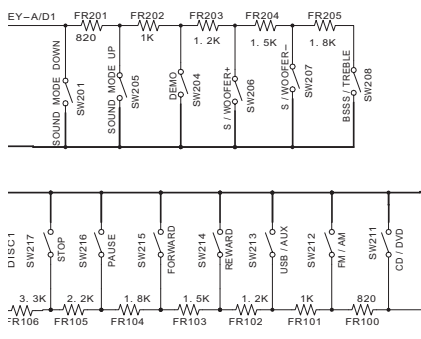 EY-A/D1 FR201 FR202 FR203 FR204 FR205
820 1K 1. 2K 1. 5K 1. 8K
SOUND MODE DOWN
SW201
SOUND MODE UP
SW205
DEMO
SW204
S / WOOFER+
SW206
S / WOOFER-
SW207
BSSS / TREBLE
SW208
DISC1
SW217
STOP
SW216
PAUSE
SW215
FORWARD
SW214
REWARD
SW213
USB / AUX
SW212
FM / AM
SW211
CD / DVD
3. 3K 2. 2K 1. 8K 1. 5K 1. 2K 1K 820
FR106 FR105 FR104 FR103 FR102 FR101 FR100